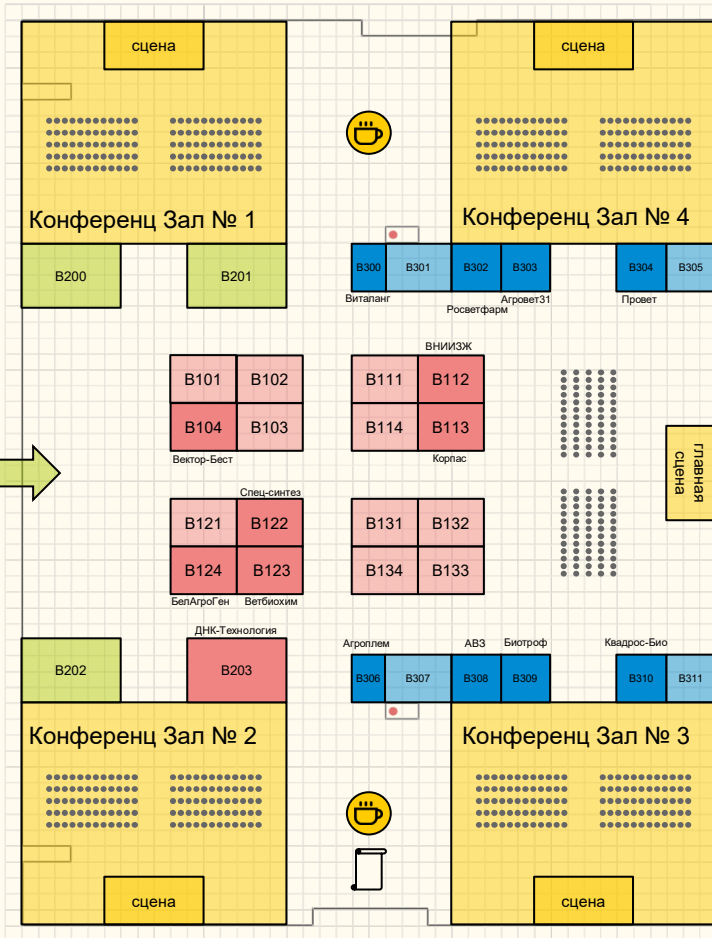 сцена
сцена
Конференц Зал № 1
Конференц Зал № 4
B200
B201
B300
B301
B302
B303
B304
B305
Виталанг
Росветфарм
Агровет31
Провет
ВНИИЗЖ
B101
B102
B111
B112
B104
B103
B114
B113
Вектор-Бест
Корпас
главная
сцена
Спец-синтез
B121
B122
B131
B132
B124
B123
B134
B133
БелАгроГен
Ветбиохим
ДНК-Технология
Агроплем
АВЗ
Биотроф
Квадрос-Био
B202
B203
B306
B307
B308
B309
B310
B311
Конференц Зал № 2
Конференц Зал № 3
сцена
сцена